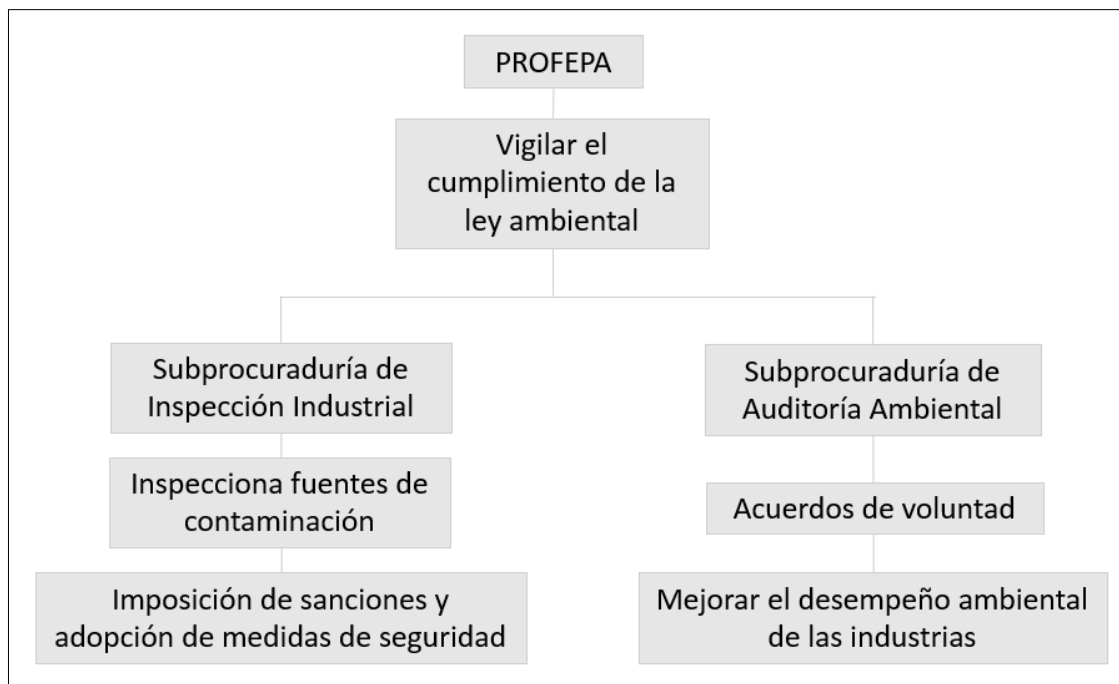 PROFEPA
Vigilar el
cumplimiento de la
ley ambiental
Subprocuraduría de
Inspección Industrial
Inspecciona fuentes de
contaminación
Imposición de sanciones y
adopción de medidas de seguridad
Subprocuraduría de
Auditoría Ambiental
Acuerdos de voluntad
Mejorar el desempeño ambiental
de las industrias